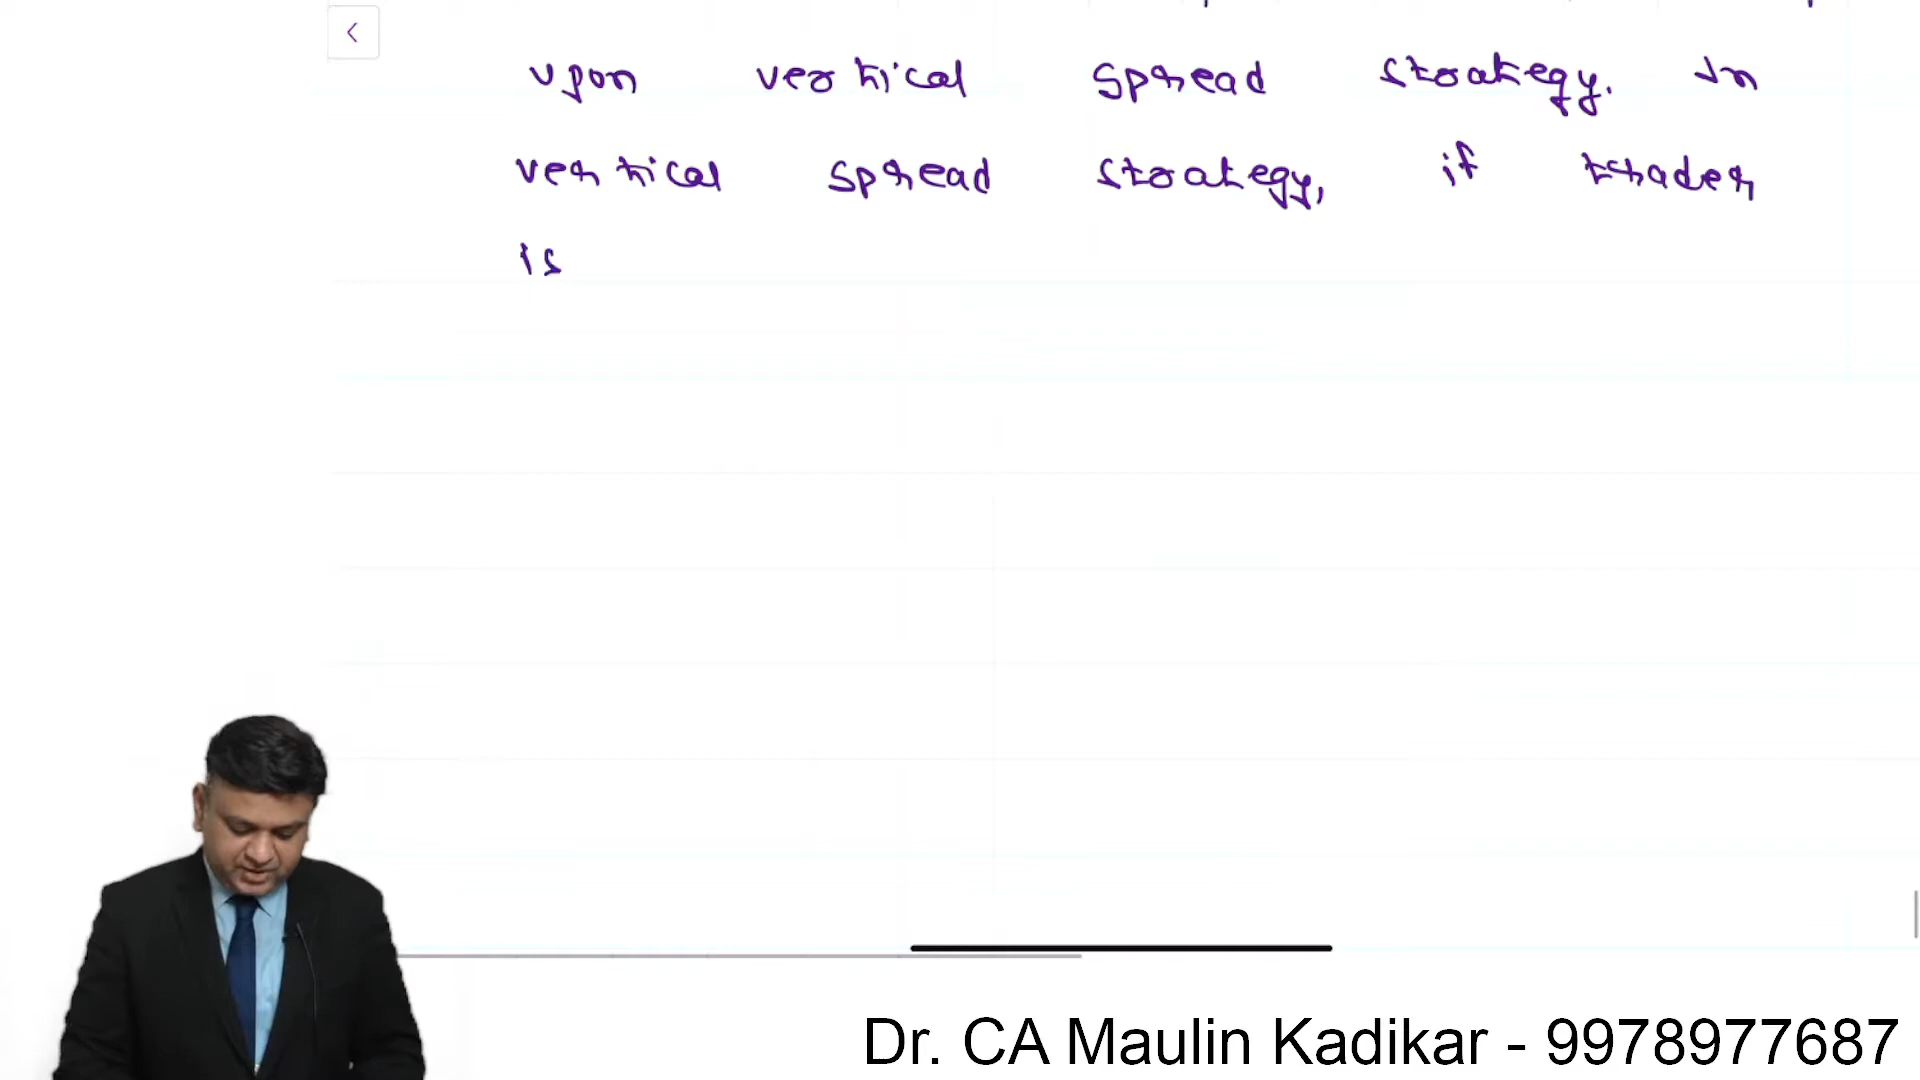 upon vertical spread strategy. In
vertical spread strategy, if trader
is
Dr. CA Maulin Kadikar - 9978977687